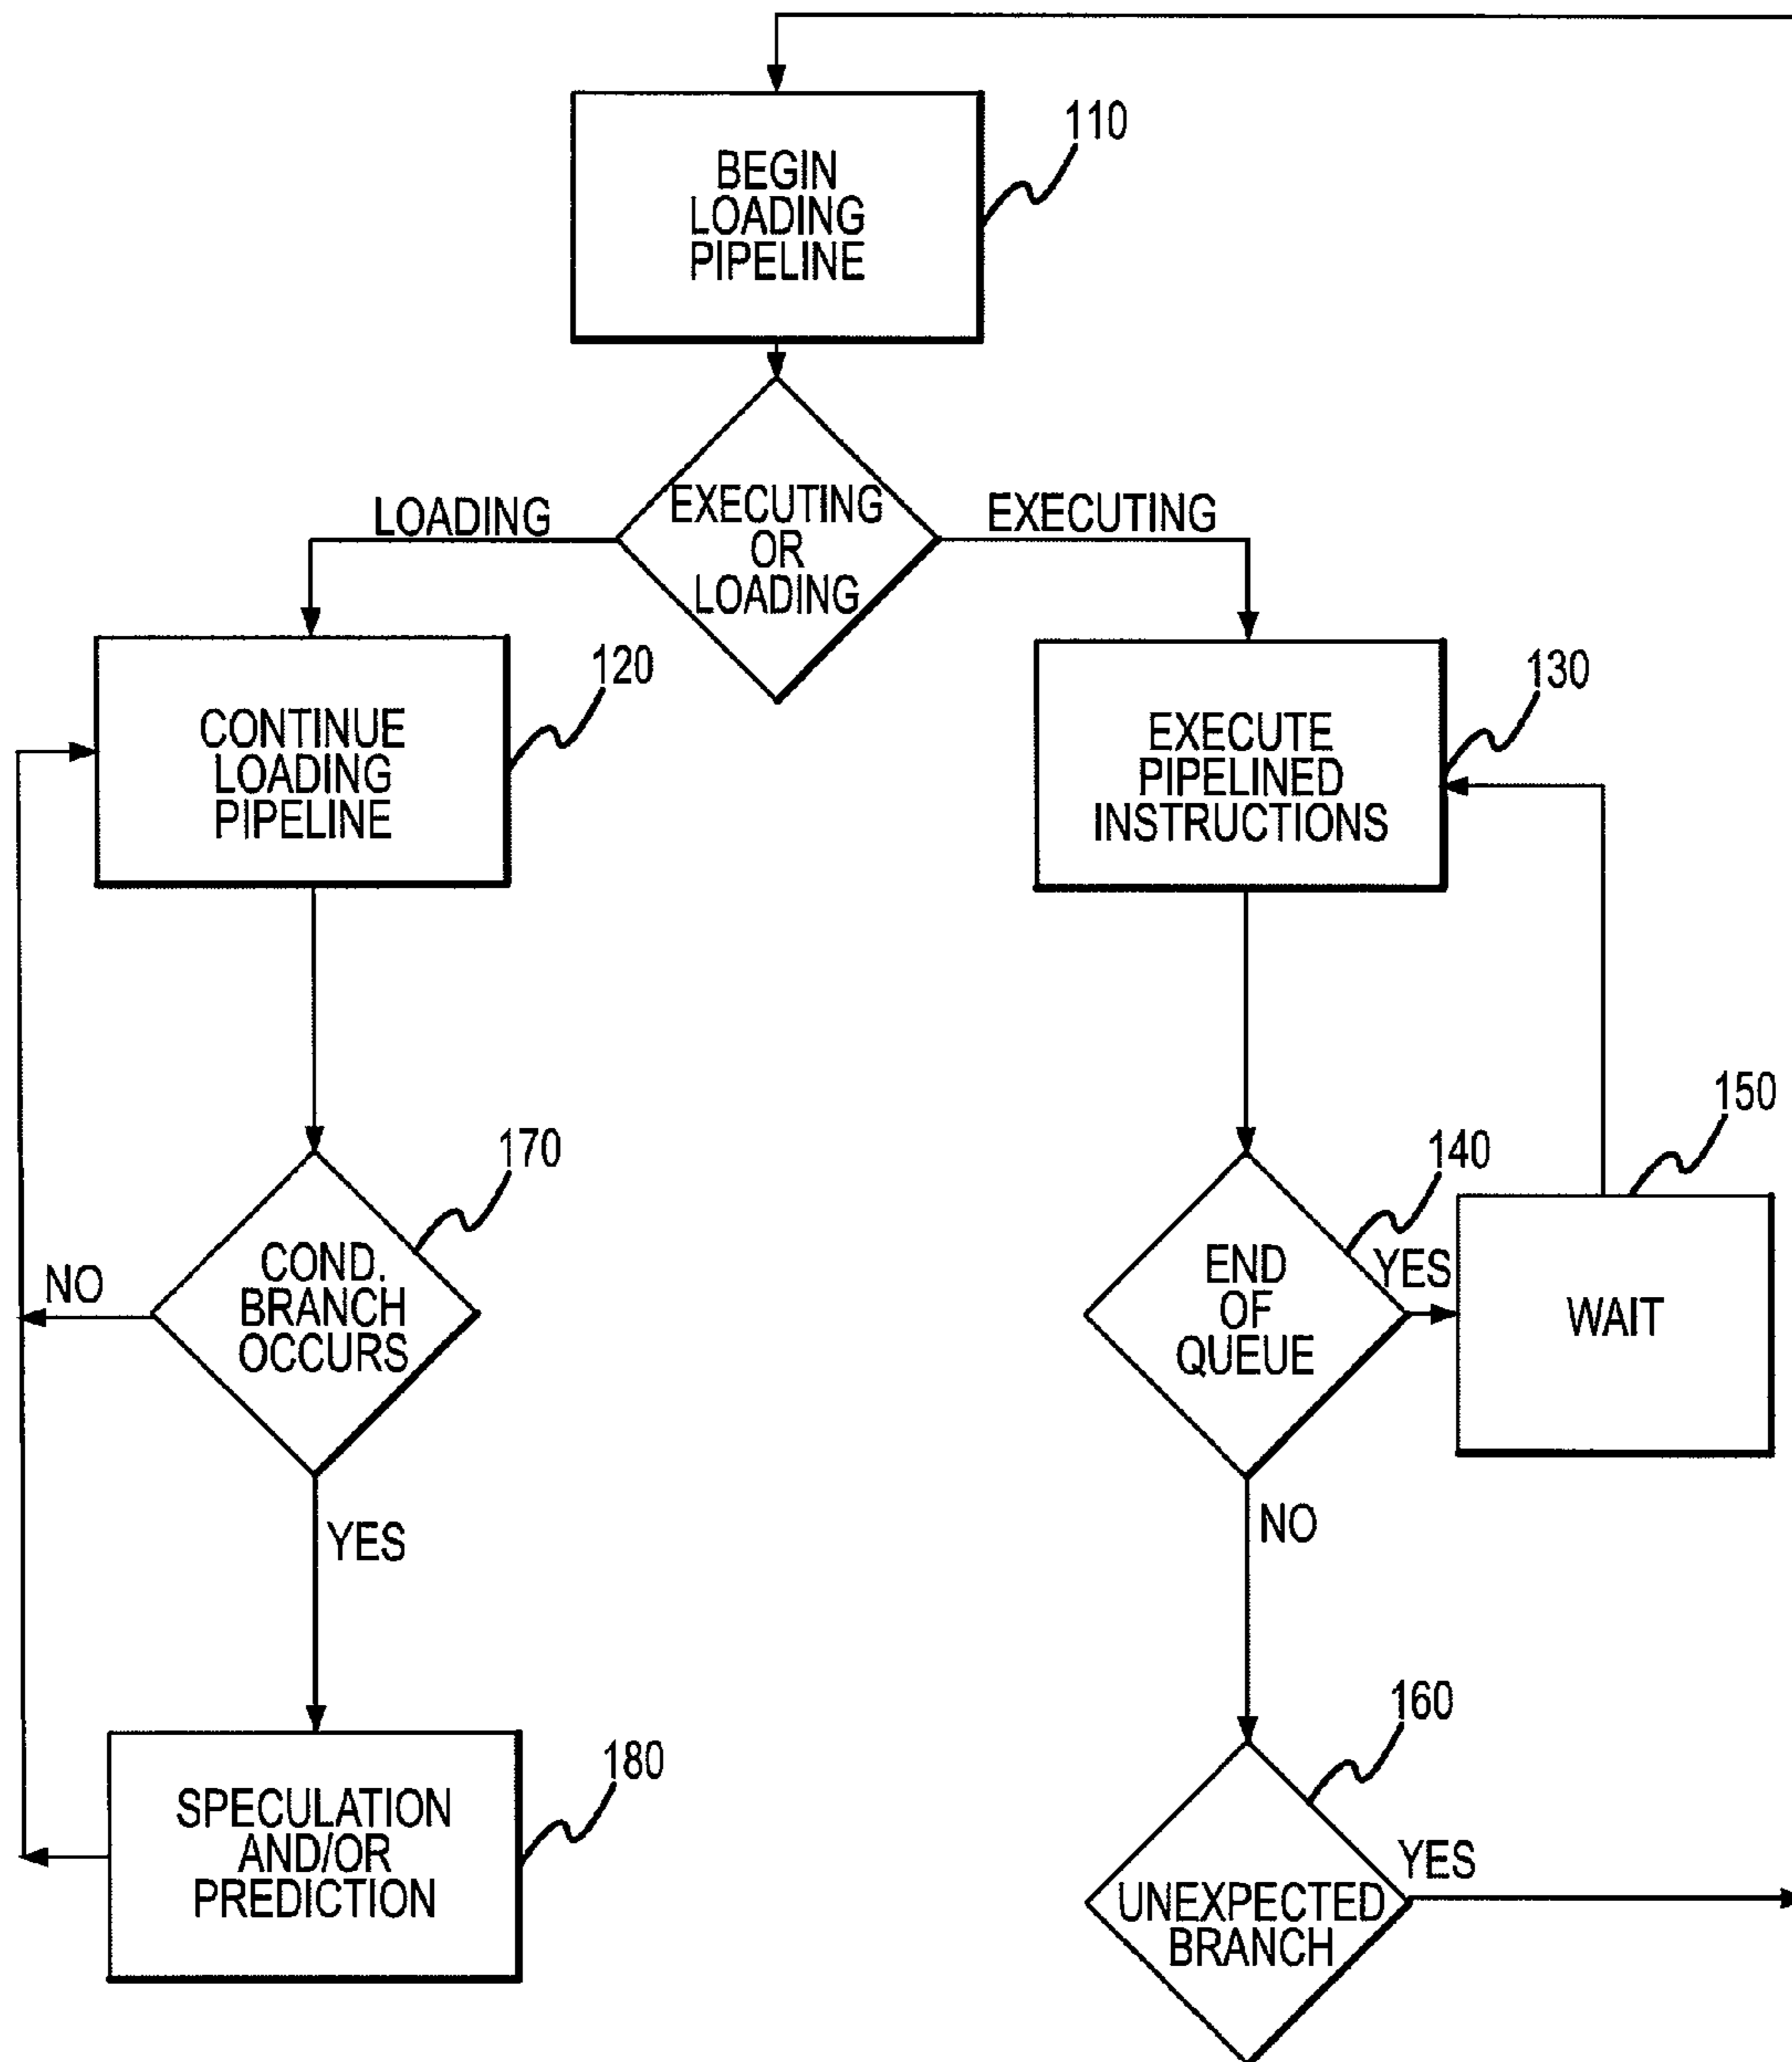 BEGIN
LOADING
PIPELINE
110
EXECUTING
OR
LOADING
LOADING
EXECUTING
CONTINUE
LOADING
PIPELINE
120
EXECUTE
PIPELINED
INSTRUCTIONS
130
COND.
BRANCH
OCCURS
170
NO
YES
END
OF
QUEUE
140
YES
NO
WAIT
150
SPECULATION
AND/OR
PREDICTION
180
UNEXPECTED
BRANCH
160
YES